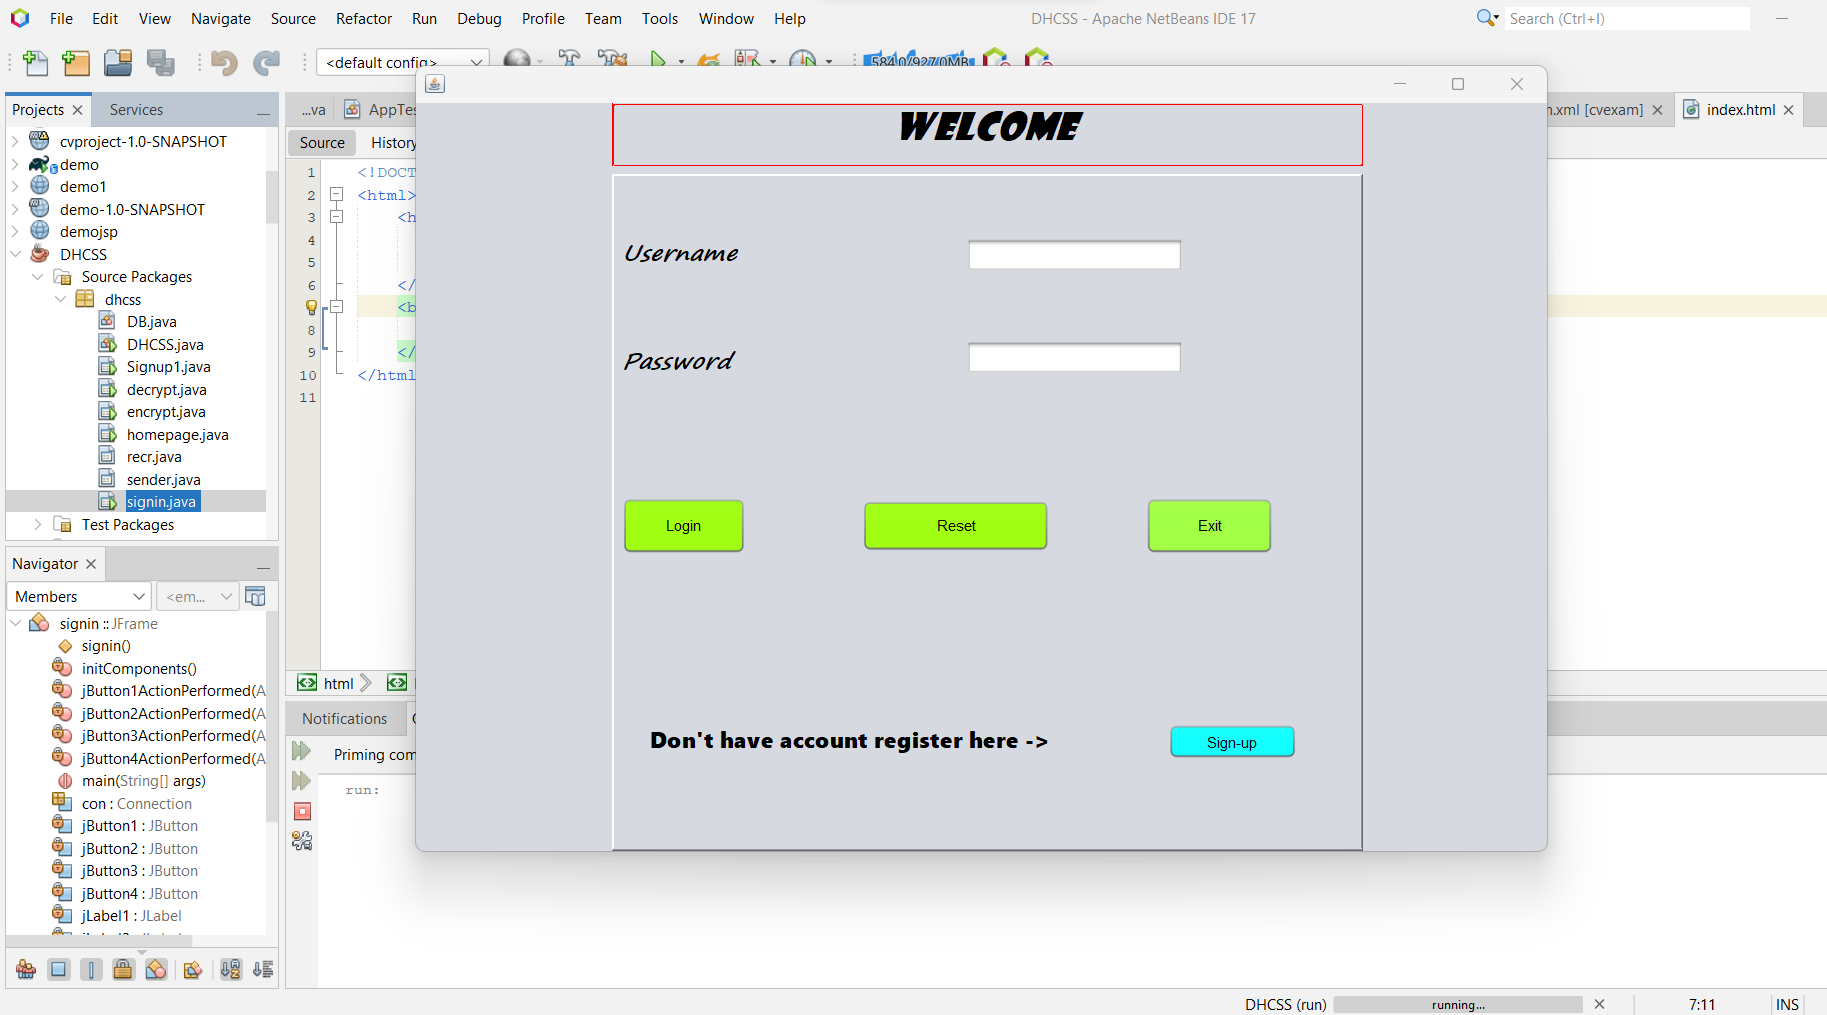 File Edit View Navigate Source Refactor Run Debug Profile Team Tools Window Help
DHCSS - Apache NetBeans IDE 17
Search (Ctrl+I)
<default config>
584.0/927.0MB
Projects
Services
...va
AppTes
.xml [cvexam]
index.html
Source
History
cvproject-1.0-SNAPSHOT
demo
demo1
demo-1.0-SNAPSHOT
demojsp
DHCSS
Source Packages
dhcss
DB.java
DHCSS.java
Signup1.java
decrypt.java
encrypt.java
homepage.java
recr.java
sender.java
signin.java
Test Packages
1 <!DOCT
2 <html>
3 <h
4
5
6 </
<b
8
9 </
10 </html
11
WELCOME
Username
Password
Login
Reset
Exit
Don't have account register here ->
Sign-up
Navigator
Members
<em...
signin :: JFrame
signin()
initComponents()
jButton1ActionPerformed(A
jButton2ActionPerformed(A
jButton3ActionPerformed(A
jButton4ActionPerformed(A
main(String[] args)
con : Connection
jButton1 : JButton
jButton2 : JButton
jButton3 : JButton
jButton4 : JButton
jLabel1 : JLabel
html
Notifications
Priming com
run:
DHCSS (run)
running...
7:11
INS